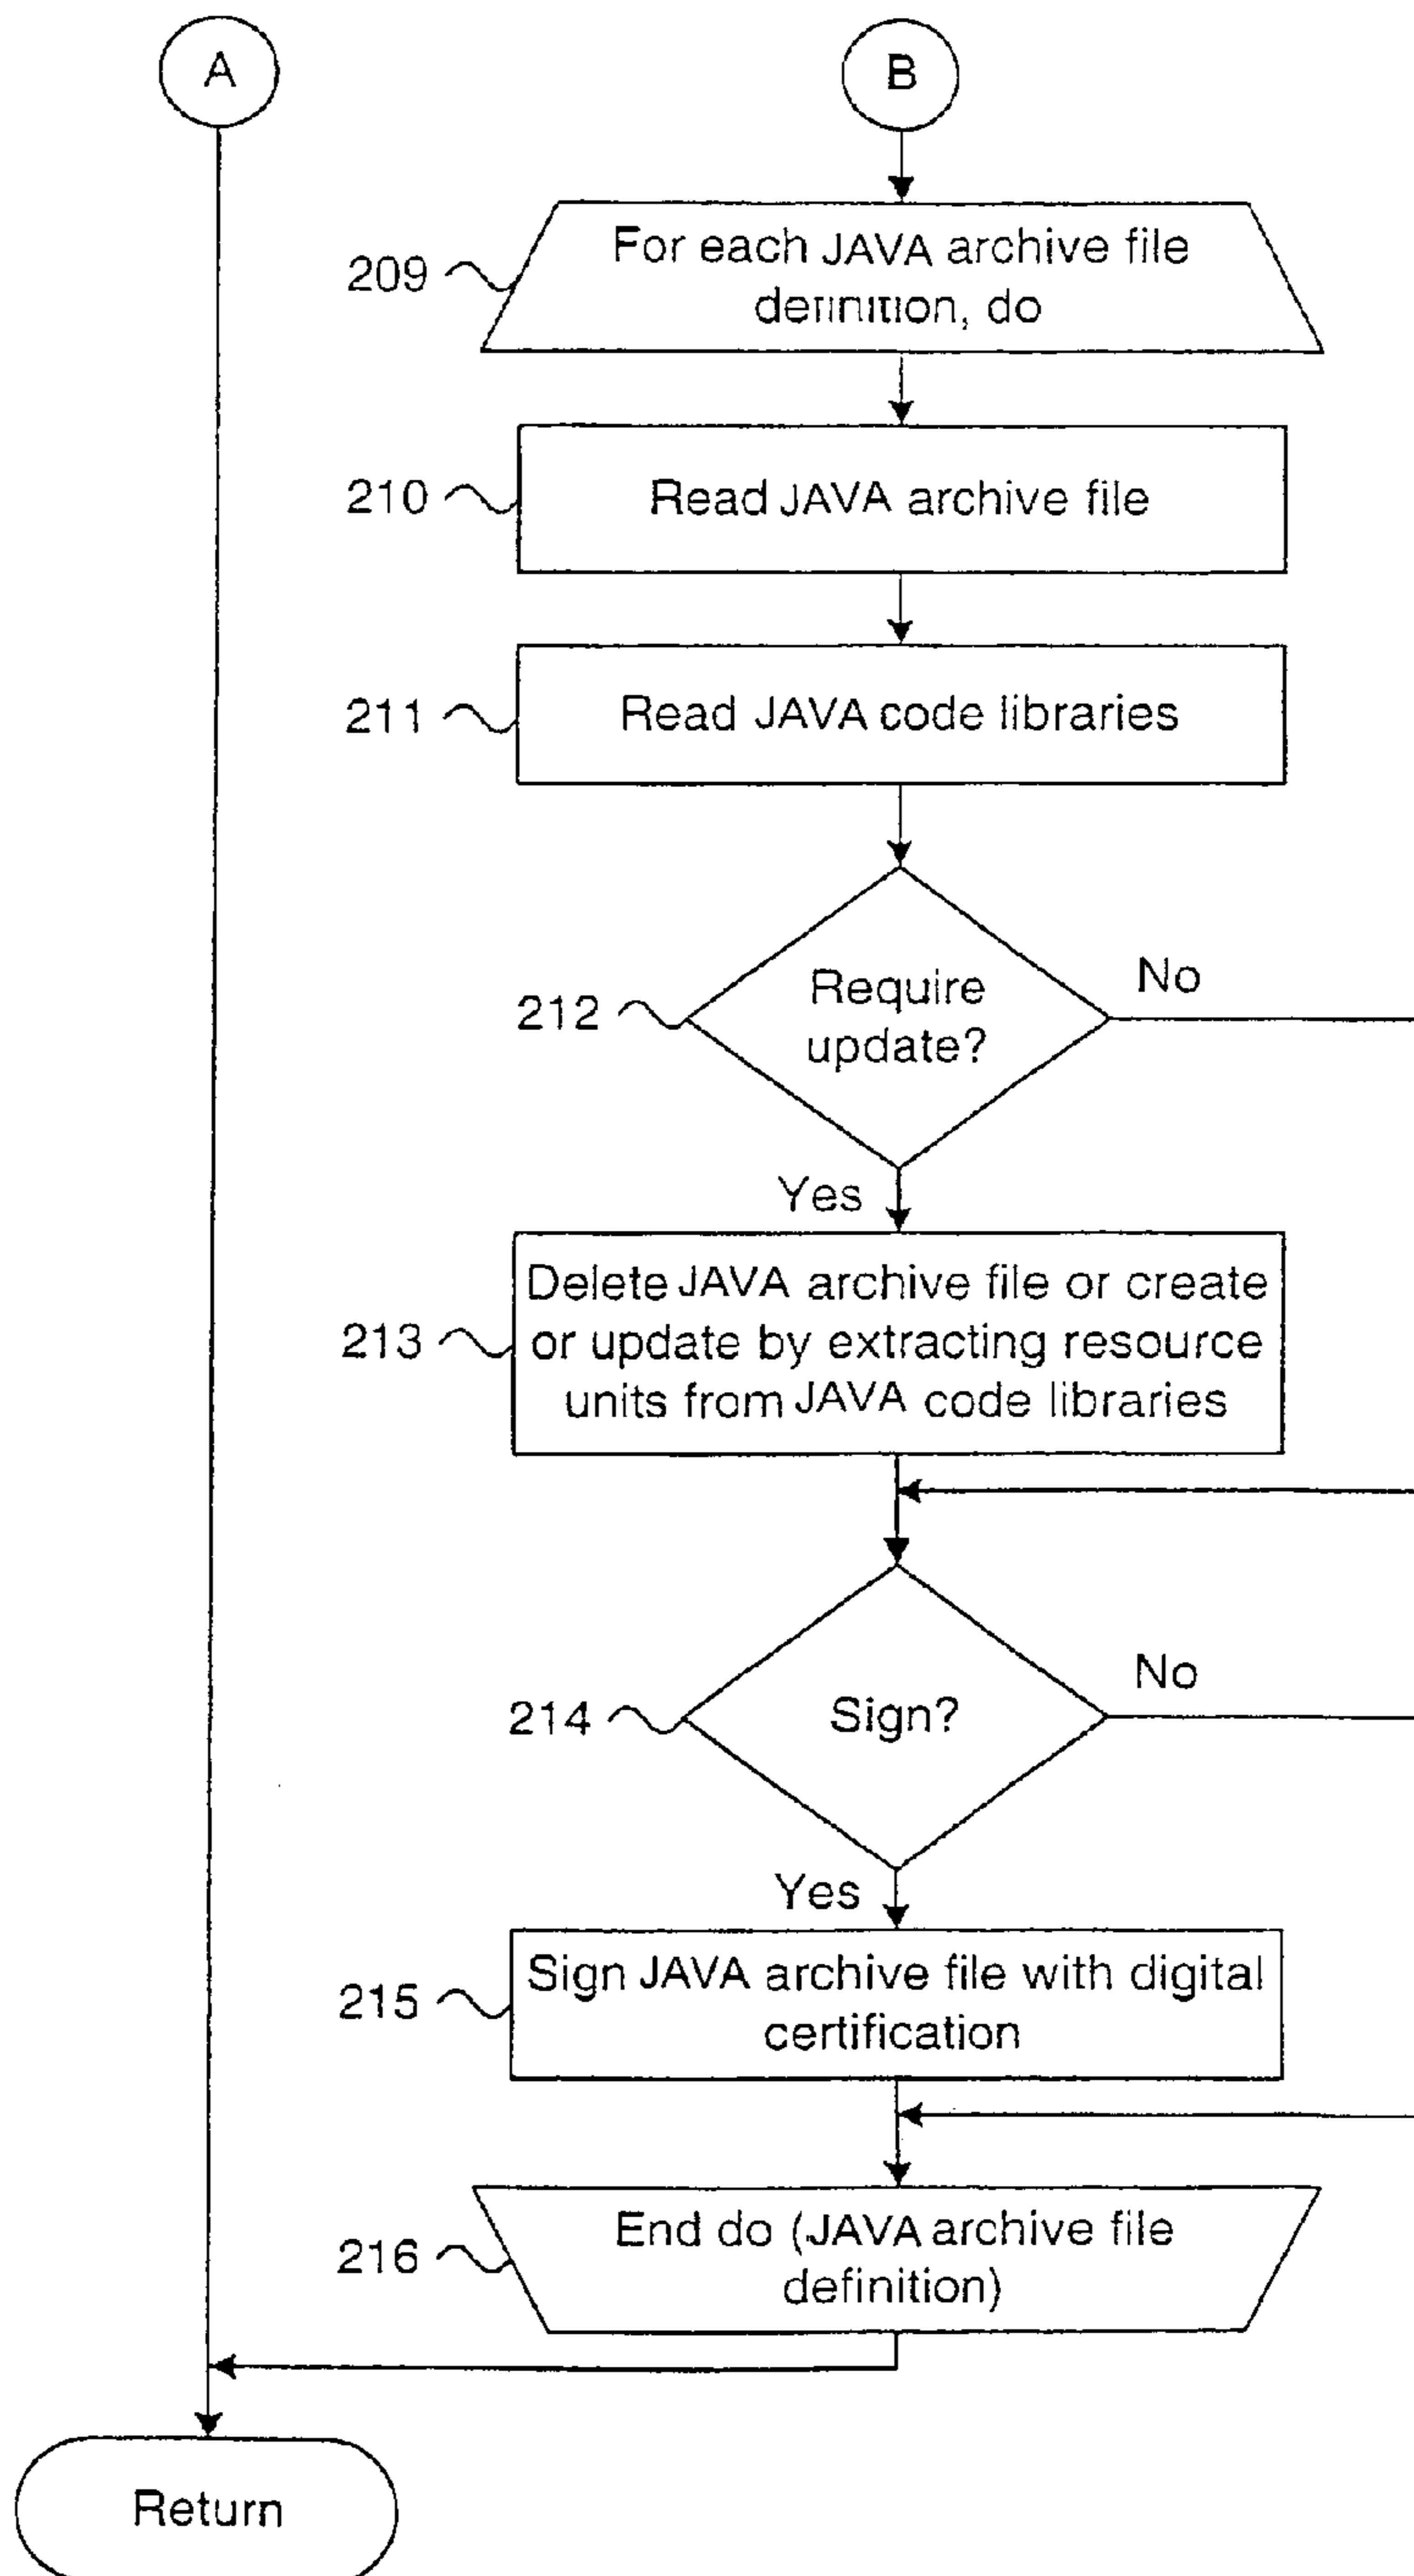 A
B
209
For each JAVA archive file
definition, do
210
Read JAVA archive file
211
Read JAVA code libraries
212
Require
update?
No
Yes
213
Delete JAVA archive file or create
or update by extracting resource
units from JAVA code libraries
214
Sign?
No
Yes
215
Sign JAVA archive file with digital
certification
216
End do (JAVA archive file
definition)
Return